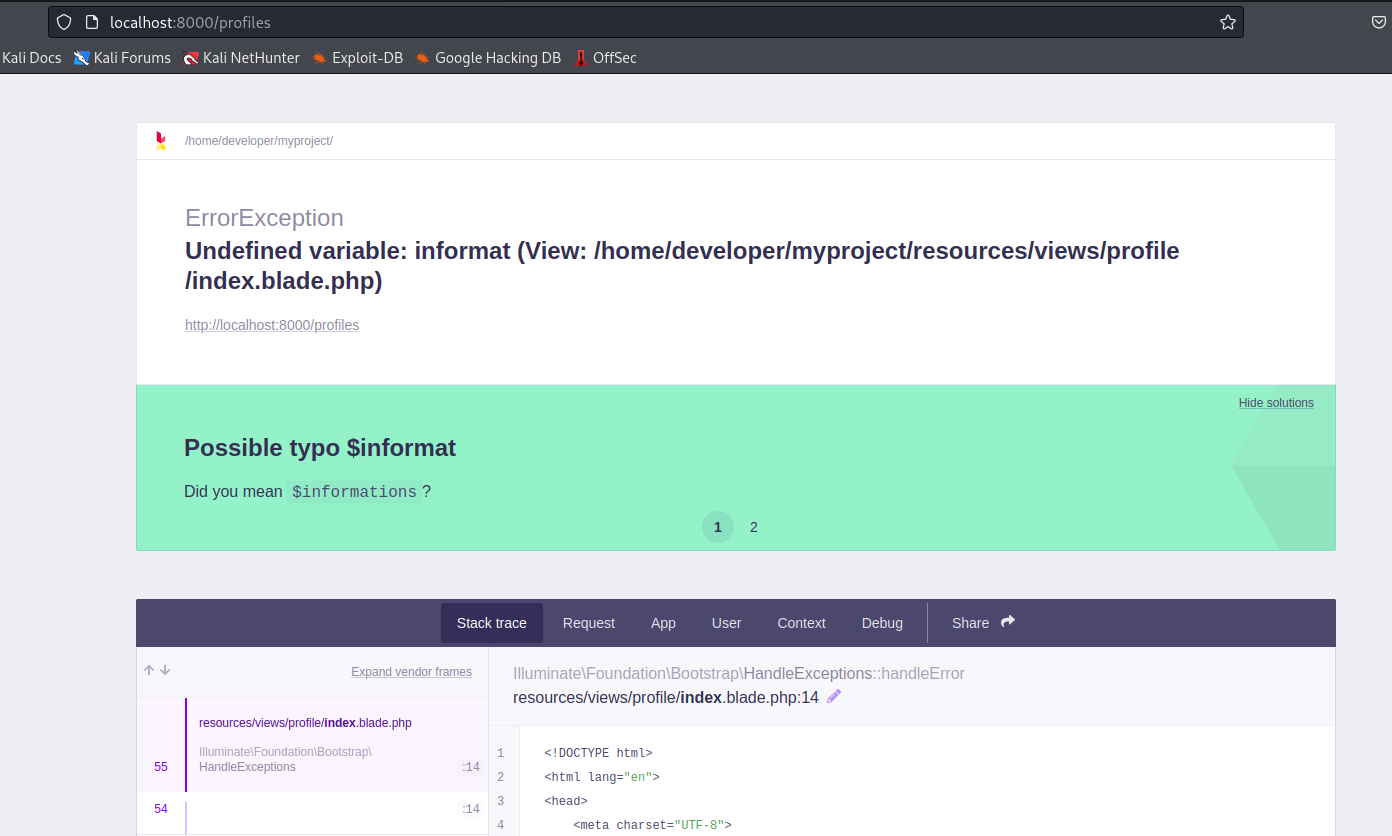 localhost:8000/profiles
Kali Docs Kali Forums Kali NetHunter Exploit-DB Google Hacking DB OffSec
/home/developer/myproject/
ErrorException
Undefined variable: informat (View: /home/developer/myproject/resources/views/profile
/index.blade.php)
http://localhost:8000/profiles
Hide solutions
Possible typo $informat
Did you mean $informations ?
1 2
Stack trace Request App User Context Debug Share
Expand vendor frames
resources/views/profile/index.blade.php
Illuminate\Foundation\Bootstrap\
55 HandleExceptions :14
54 :14
Illuminate\Foundation\Bootstrap\HandleExceptions::handleError
resources/views/profile/index.blade.php:14
1 <!DOCTYPE html>
2 <html lang="en">
3 <head>
4 <meta charset="UTF-8">